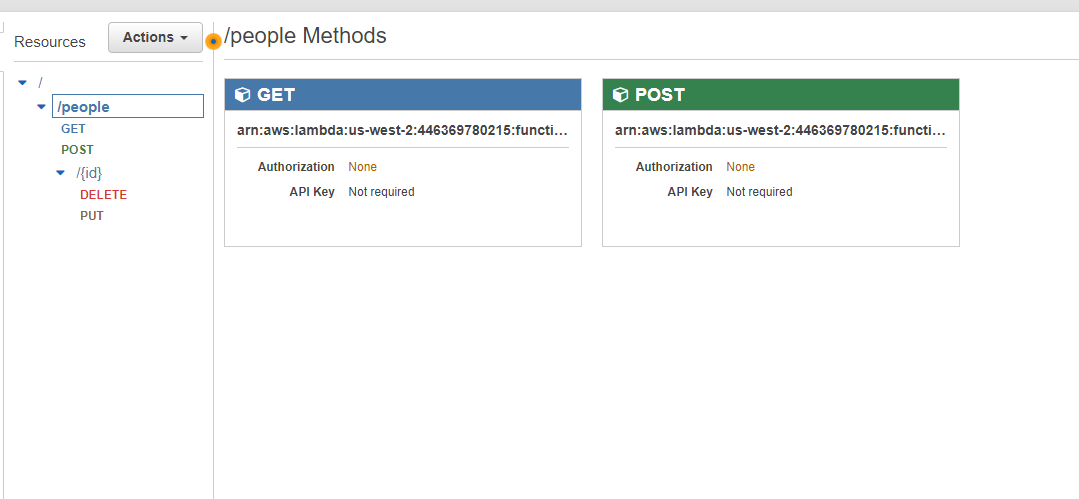 Resources
Actions
/people Methods
/
/people
GET
POST
/{id}
DELETE
PUT
GET
arn:aws:lambda:us-west-2:446369780215:functi...
Authorization None
API Key Not required
POST
arn:aws:lambda:us-west-2:446369780215:functi...
Authorization None
API Key Not required